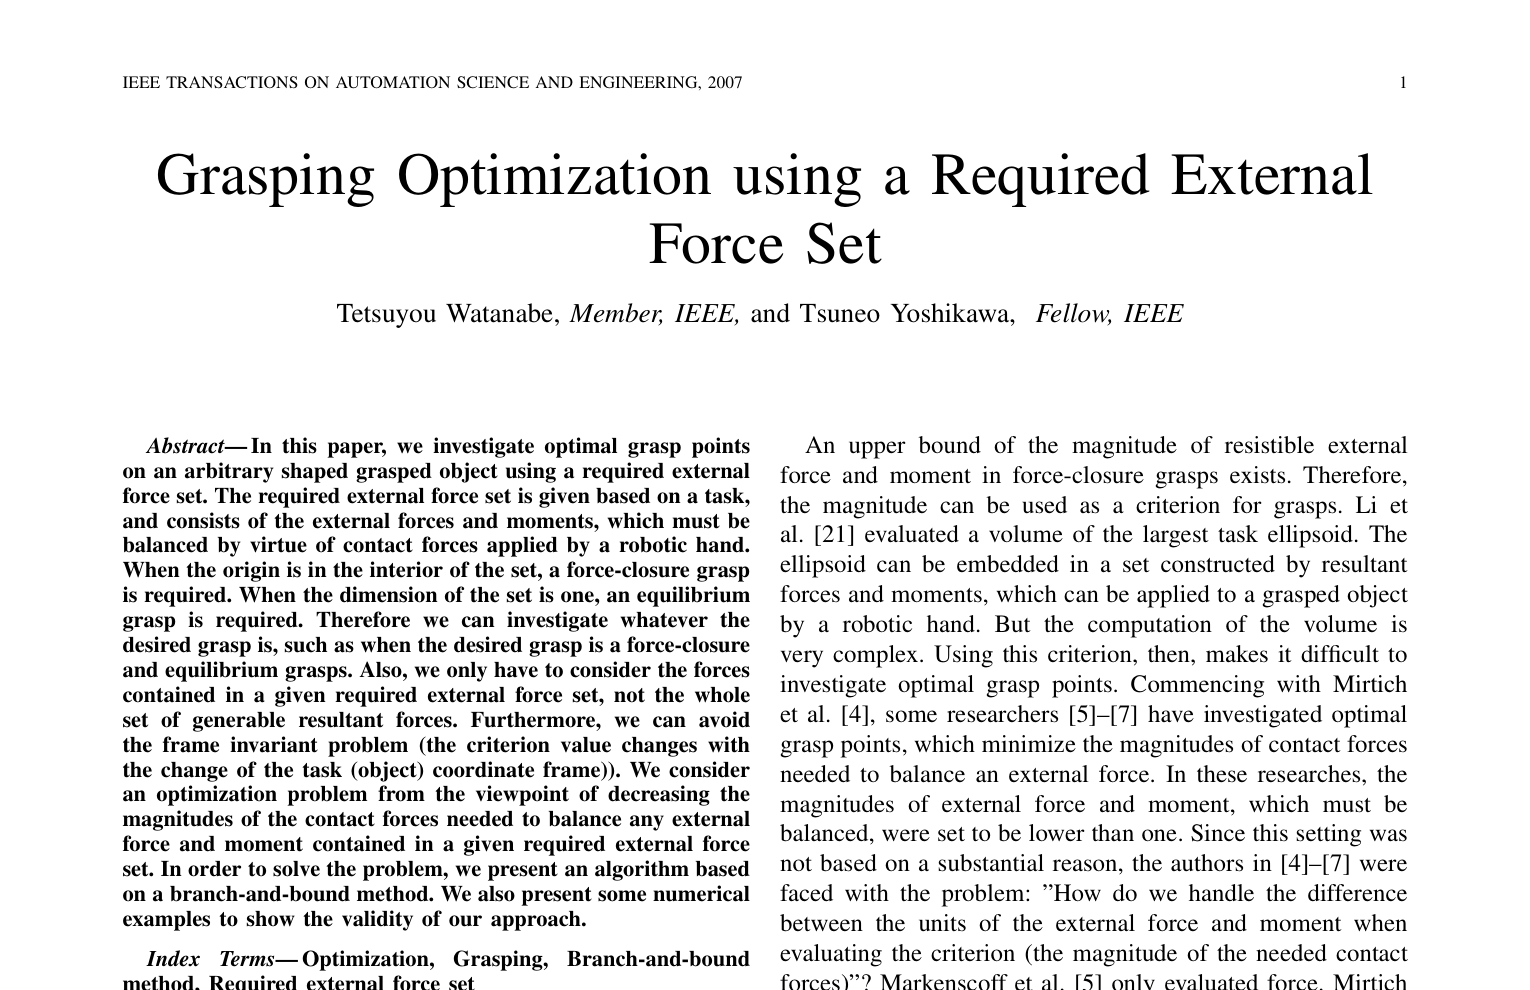 IEEE TRANSACTIONS ON AUTOMATION SCIENCE AND ENGINEERING, 2007 1
Grasping Optimization using a Required External
Force Set
Tetsuyou Watanabe, Member, IEEE, and Tsuneo Yoshikawa, Fellow, IEEE
Abstract— In this paper, we investigate optimal grasp points
on an arbitrary shaped grasped object using a required external
force set. The required external force set is given based on a task,
and consists of the external forces and moments, which must be
balanced by virtue of contact forces applied by a robotic hand.
When the origin is in the interior of the set, a force-closure grasp
is required. When the dimension of the set is one, an equilibrium
grasp is required. Therefore we can investigate whatever the
desired grasp is, such as when the desired grasp is a force-closure
and equilibrium grasps. Also, we only have to consider the forces
contained in a given required external force set, not the whole
set of generable resultant forces. Furthermore, we can avoid
the frame invariant problem (the criterion value changes with
the change of the task (object) coordinate frame)). We consider
an optimization problem from the viewpoint of decreasing the
magnitudes of the contact forces needed to balance any external
force and moment contained in a given required external force
set. In order to solve the problem, we present an algorithm based
on a branch-and-bound method. We also present some numerical
examples to show the validity of our approach.
Index Terms— Optimization, Grasping, Branch-and-bound
method, Required external force set
An upper bound of the magnitude of resistible external
force and moment in force-closure grasps exists. Therefore,
the magnitude can be used as a criterion for grasps. Li et
al. [21] evaluated a volume of the largest task ellipsoid. The
ellipsoid can be embedded in a set constructed by resultant
forces and moments, which can be applied to a grasped object
by a robotic hand. But the computation of the volume is
very complex. Using this criterion, then, makes it difficult to
investigate optimal grasp points. Commencing with Mirtich
et al. [4], some researchers [5]–[7] have investigated optimal
grasp points, which minimize the magnitudes of contact forces
needed to balance an external force. In these researches, the
magnitudes of external force and moment, which must be
balanced, were set to be lower than one. Since this setting was
not based on a substantial reason, the authors in [4]–[7] were
faced with the problem: ”How do we handle the difference
between the units of the external force and moment when
evaluating the criterion (the magnitude of the needed contact
forces)”? Markenscoff et al. [5] only evaluated force. Mirtich